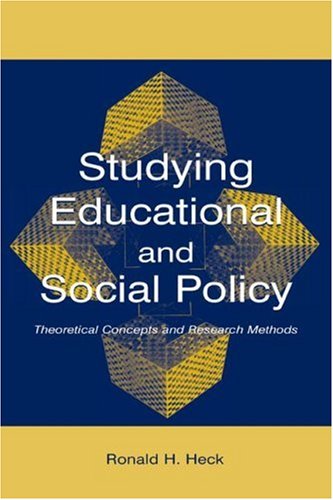 Studying
Educational
and
Social Policy
Theoretical Concepts and Research Methods
Ronald H. Heck